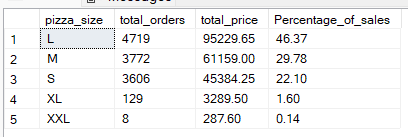 pizza_size total_orders total_price Percentage_of_sales
1 L 4719 95229.65 46.37
2 M 3772 61159.00 29.78
3 S 3606 45384.25 22.10
4 XL 129 3289.50 1.60
5 XXL 8 287.60 0.14